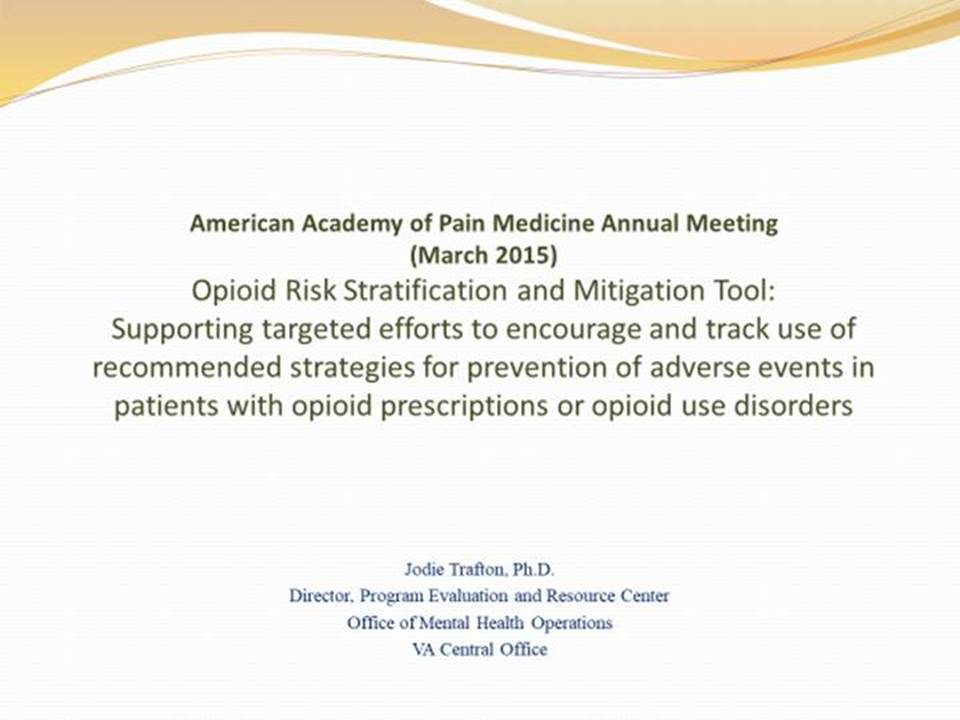 American Academy of Pain Medicine Annual Meeting
(March 2015)
Opioid Risk Stratification and Mitigation Tool:
Supporting targeted efforts to encourage and track use of
recommended strategies for prevention of adverse events in
patients with opioid prescriptions or opioid use disorders
Jodie Trafton, Ph.D.
Director, Program Evaluation and Resource Center
Office of Mental Health Operations
VA Central Office